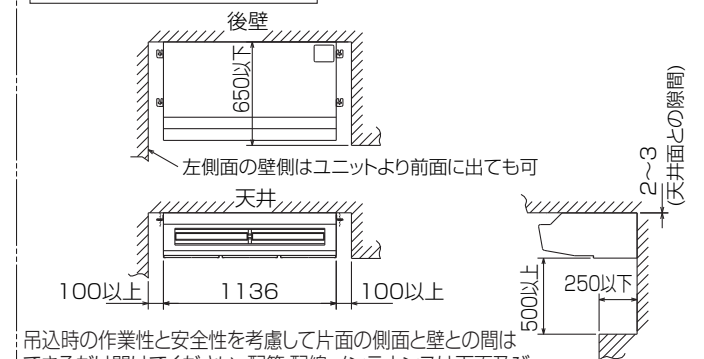 後壁
650以下
左側面の壁側はユニットより前面に出ても可
天井
100以上
1136
100以上
500以上
250以下
2～3
(天井面との隙間)
吊込時の作業性と安全性を考慮して片面の側面と壁との間は